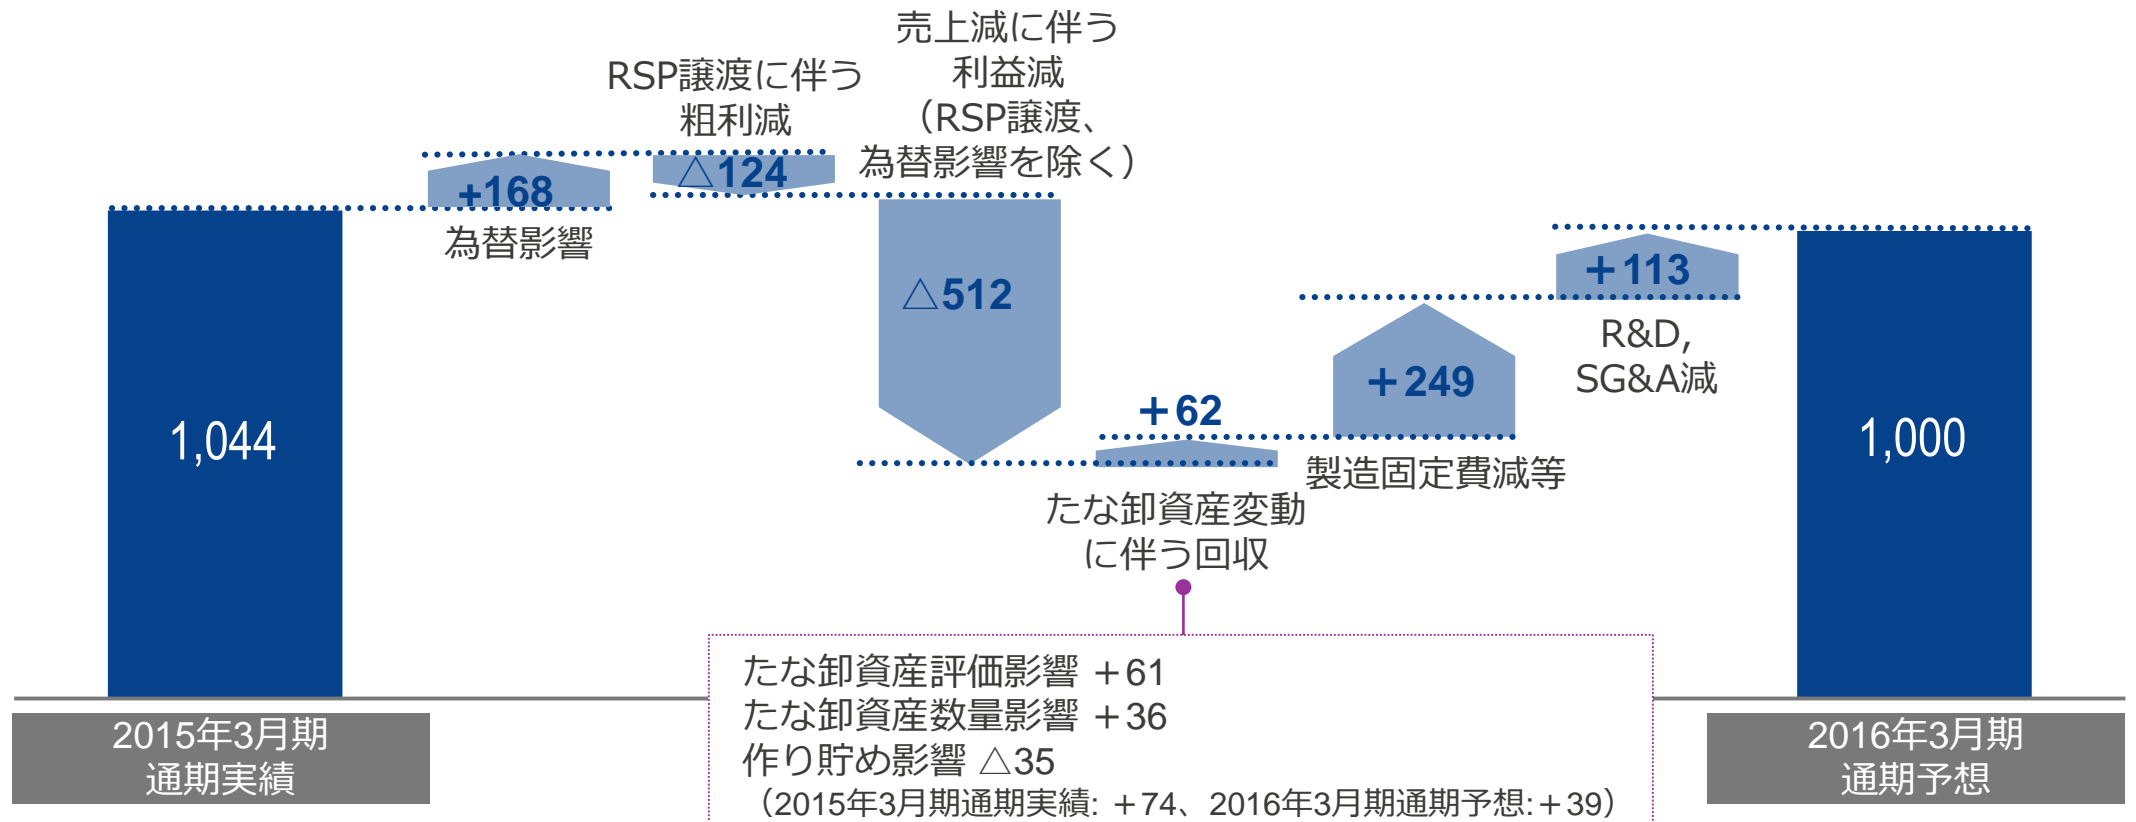 売上減に伴う
利益減
（RSP譲渡、
為替影響を除く）
RSP譲渡に伴う
粗利減
+168
為替影響
△124
△512
＋62
たな卸資産変動
に伴う回収
＋249
製造固定費減等
＋113
R&D,
SG&A減
1,044
1,000
2015年3月期
通期実績
2016年3月期
通期予想
たな卸資産評価影響 ＋61
たな卸資産数量影響 ＋36
作り貯め影響 △35
（2015年3月期通期実績: ＋74、2016年3月期通期予想:＋39）